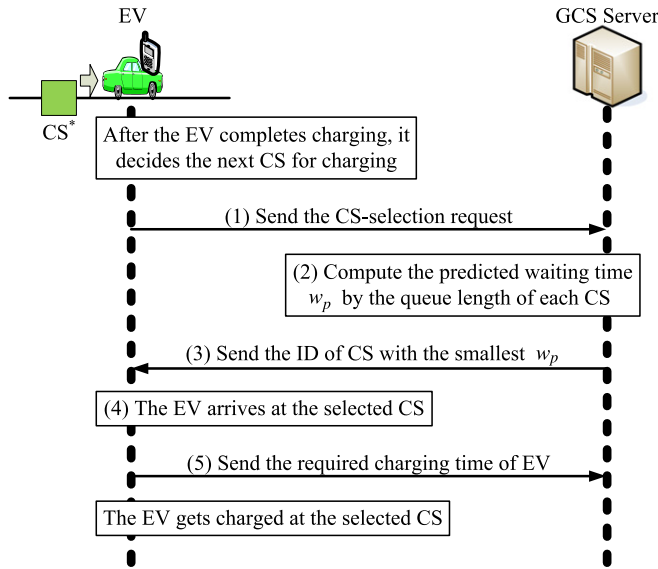 EV
GCS Server
CS*
After the EV completes charging, it
decides the next CS for charging
(1) Send the CS-selection request
(2) Compute the predicted waiting time
w_p by the queue length of each CS
(3) Send the ID of CS with the smallest w_p
(4) The EV arrives at the selected CS
(5) Send the required charging time of EV
The EV gets charged at the selected CS